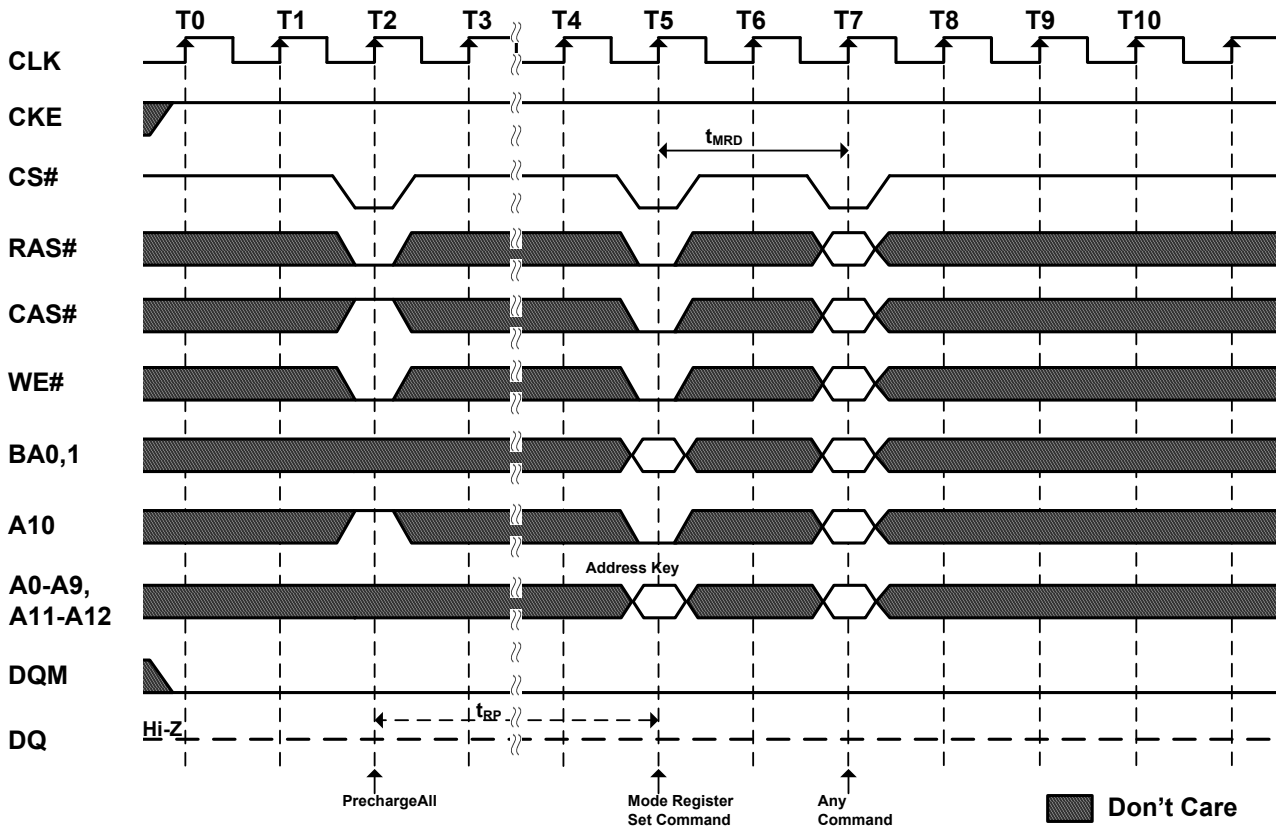 T0 T1 T2 T3 T4 T5 T6 T7 T8 T9 T10
CLK
CKE
tMRD
CS#
RAS#
CAS#
WE#
BA0,1
A10
Address Key
A0-A9,
A11-A12
DQM
tRP
Hi-Z
DQ
PrechargeAll
Mode Register
Set Command
Any
Command
Don't Care